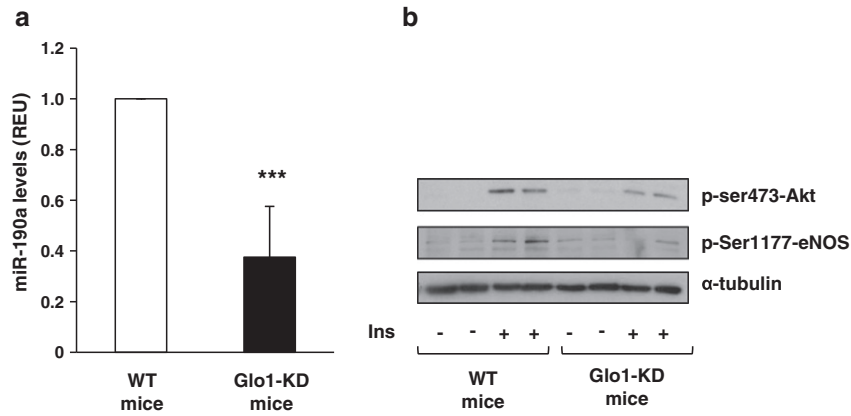 a
b
miR-190a levels (REU)
1.2
1.0
0.8
0.6
0.4
0.2
0
***
WT
mice
Glo1-KD
mice
p-ser473-Akt
p-Ser1177-eNOS
α-tubulin
Ins - - + + - - + +
WT
mice
Glo1-KD
mice